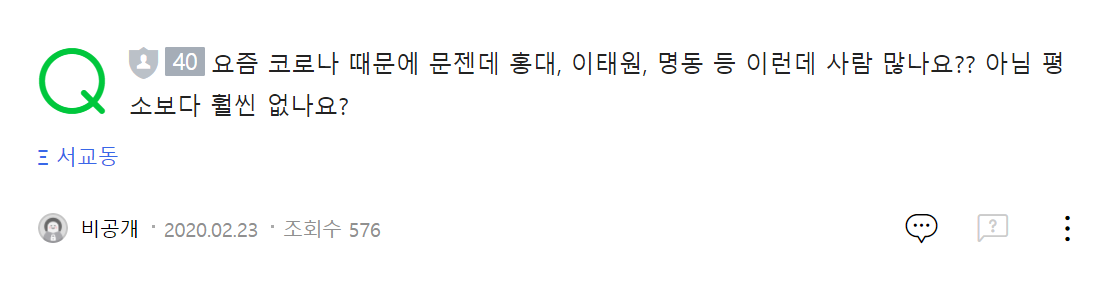 40 요즘 코로나 때문에 문젠데 홍대, 이태원, 명동 등 이런데 사람 많나요?? 아님 평
소보다 훨씬 없나요?
서교동
비공개 · 2020.02.23 · 조회수 576